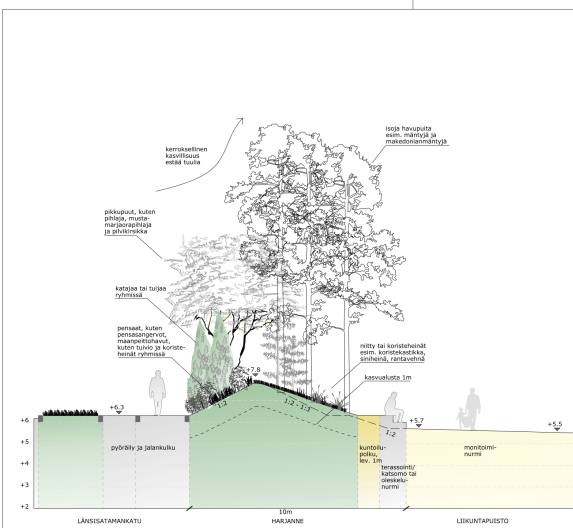 isoja havupuita
esim. mäntyjä ja
makedonianmäntyjä
kerroksellinen
kasvillisuus
estää tuulia
pikkupuut, kuten
pihlaja, musta-
marjaorapihlaja
ja pilvikirsikka
katajaa tai tuijaa
ryhmissä
pensaat, kuten
pensasangervot,
maanpeittohavut,
kuten tuivio ja koriste-
heinät ryhmissä
niitty tai koristeheinät
esim. koristekastikka,
siniheinä, rantavehnä
kasvualusta 1m
+7.8
+6.3
1:2
1:2 - 1:3
1:2
+5.7
+5.5
+6
+5
+4
+3
+2
pyöräily ja jalankulku
kuntoilu-
polku,
lev. 1m
terassointi/
katsomo tai
oleskelu-
nurmi
monitoimi-
nurmi
10m
LÄNSISATAMANKATU
HARJANNE
LIIKUNTAPUISTO